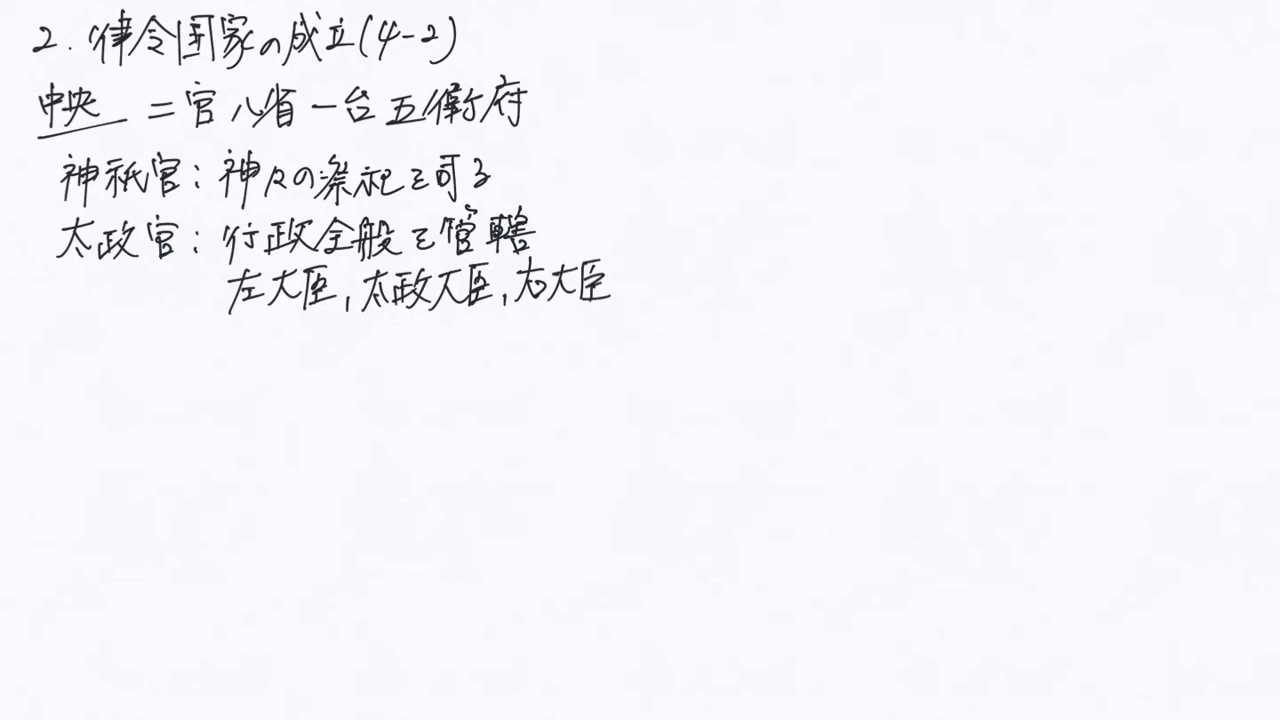 2. 律令国家の成立(4-2)
中央 二官八省一台五衛府
神祇官: 神々の祭祀を司る
太政官: 行政全般を管轄
左大臣, 太政大臣, 右大臣